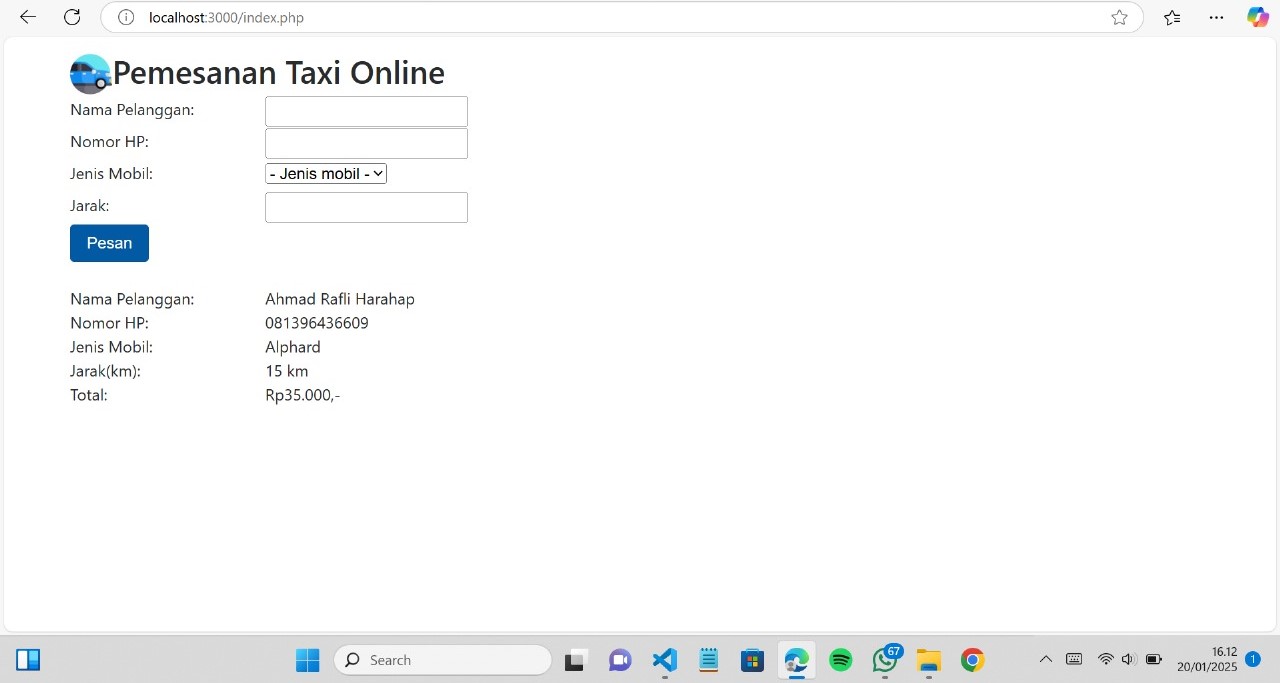 localhost:3000/index.php
Pemesanan Taxi Online
Nama Pelanggan:
Nomor HP:
Jenis Mobil: - Jenis mobil -
Jarak:
Pesan
Nama Pelanggan: Ahmad Rafli Harahap
Nomor HP: 081396436609
Jenis Mobil: Alphard
Jarak(km): 15 km
Total: Rp35.000,-
Search
67
16.12
20/01/2025
1